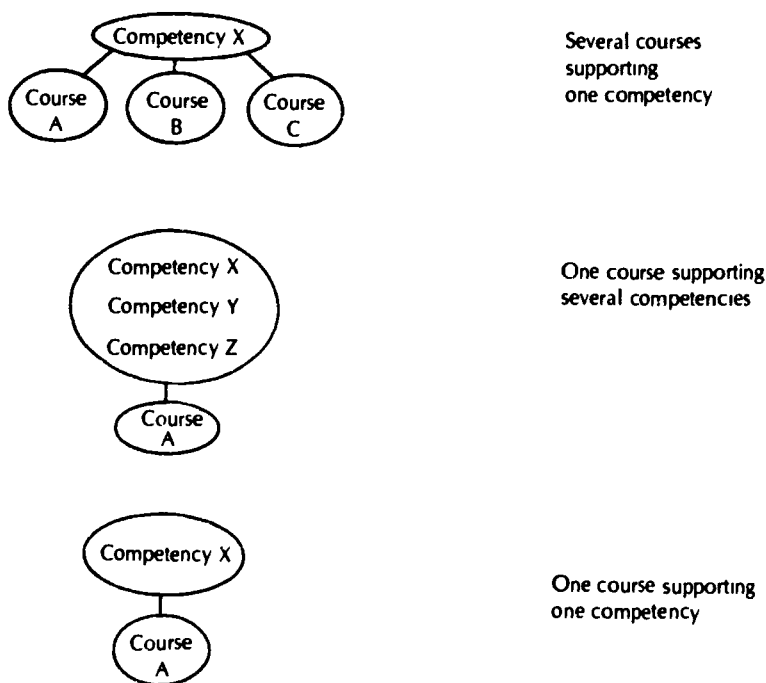 Competency X
Course
A
Course
B
Course
C
Several courses
supporting
one competency
Competency X
Competency Y
Competency Z
Course
A
One course supporting
several competencies
Competency X
Course
A
One course supporting
one competency